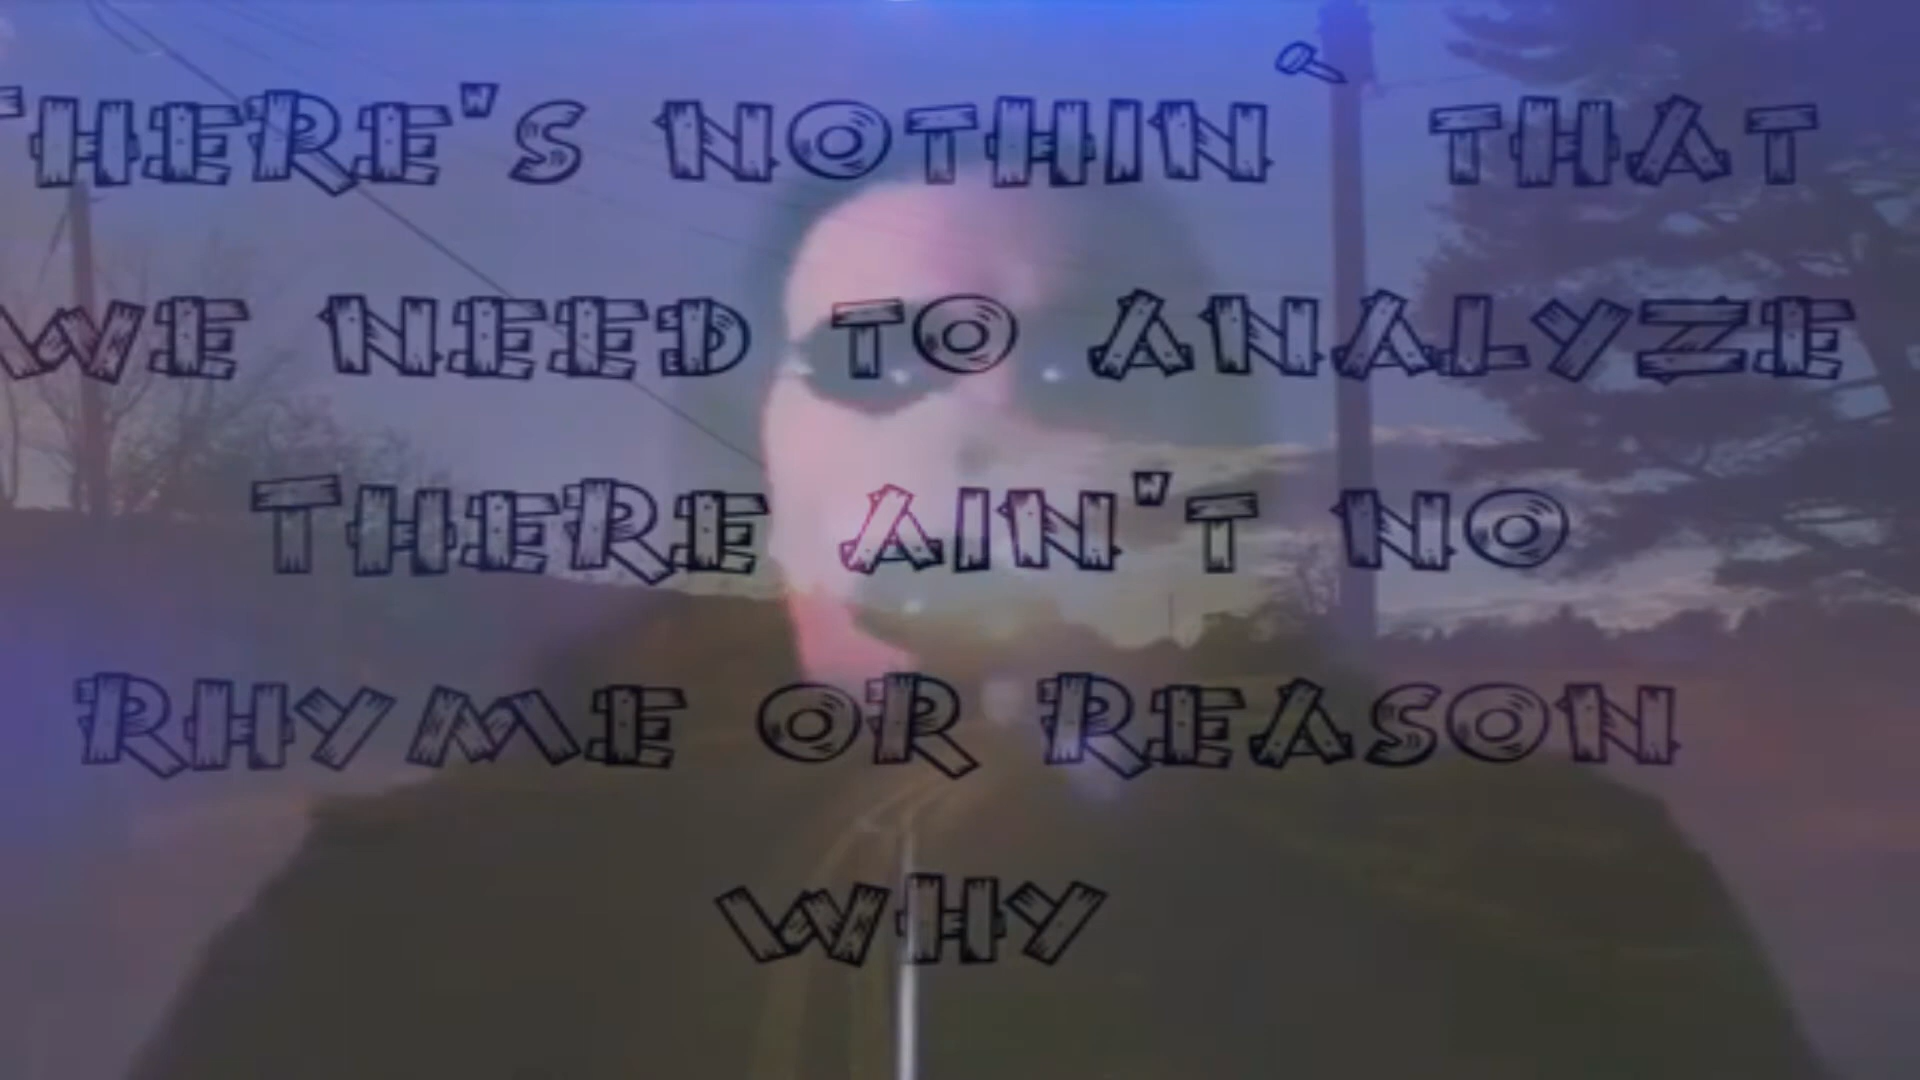 THERE'S NOTHIN` THAT
WE NEED TO ANALYZE
THERE AIN'T NO
RHYME OR REASON
WHY